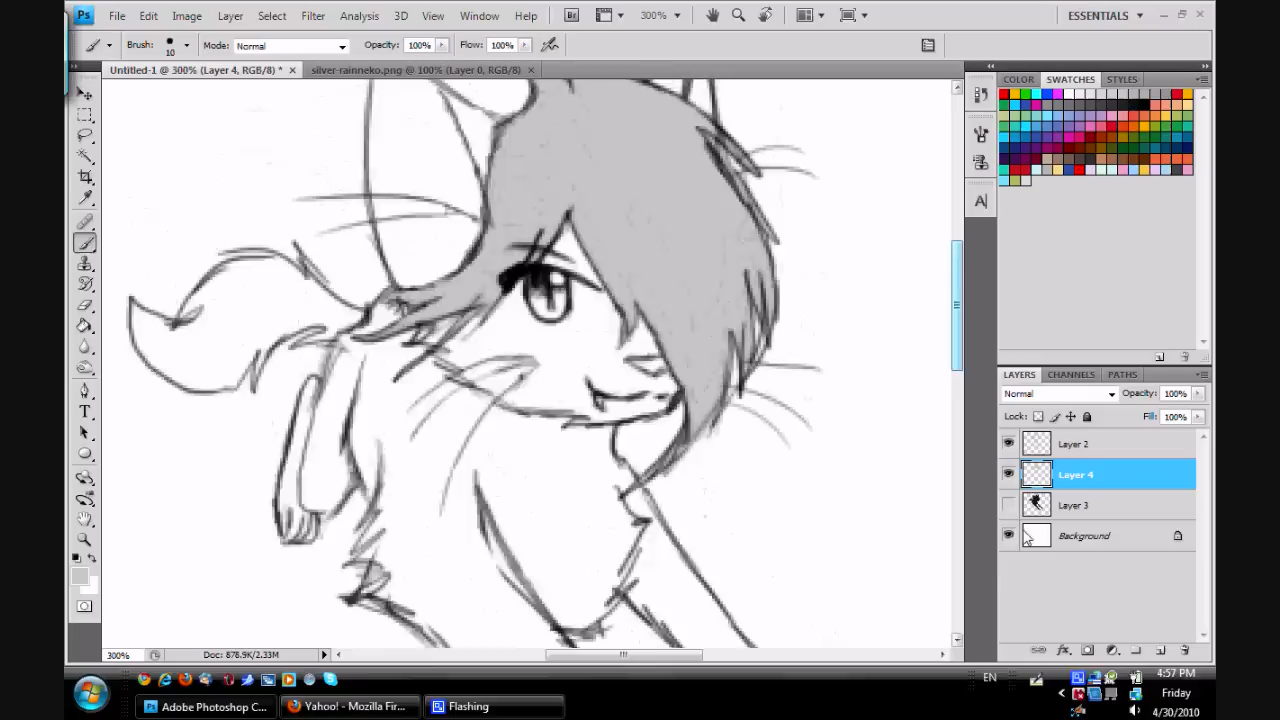 Ps File Edit Image Layer Select Filter Analysis 3D View Window Help Br 300% ESSENTIALS
Brush: 10 Mode: Normal Opacity: 100% Flow: 100%
Untitled-1 @ 300% (Layer 4, RGB/8) * × silver-rainneko.png @ 100% (Layer 0, RGB/8) ×
COLOR SWATCHES STYLES
A
T
LAYERS CHANNELS PATHS
Normal Opacity: 100%
Lock: Fill: 100%
Layer 2
Layer 4
Layer 3
Background
300% Doc: 878.9K/2.33M
fx
EN 4:57 PM
Friday
4/30/2010
Ps Adobe Photoshop C... Yahoo! - Mozilla Fir... Flashing